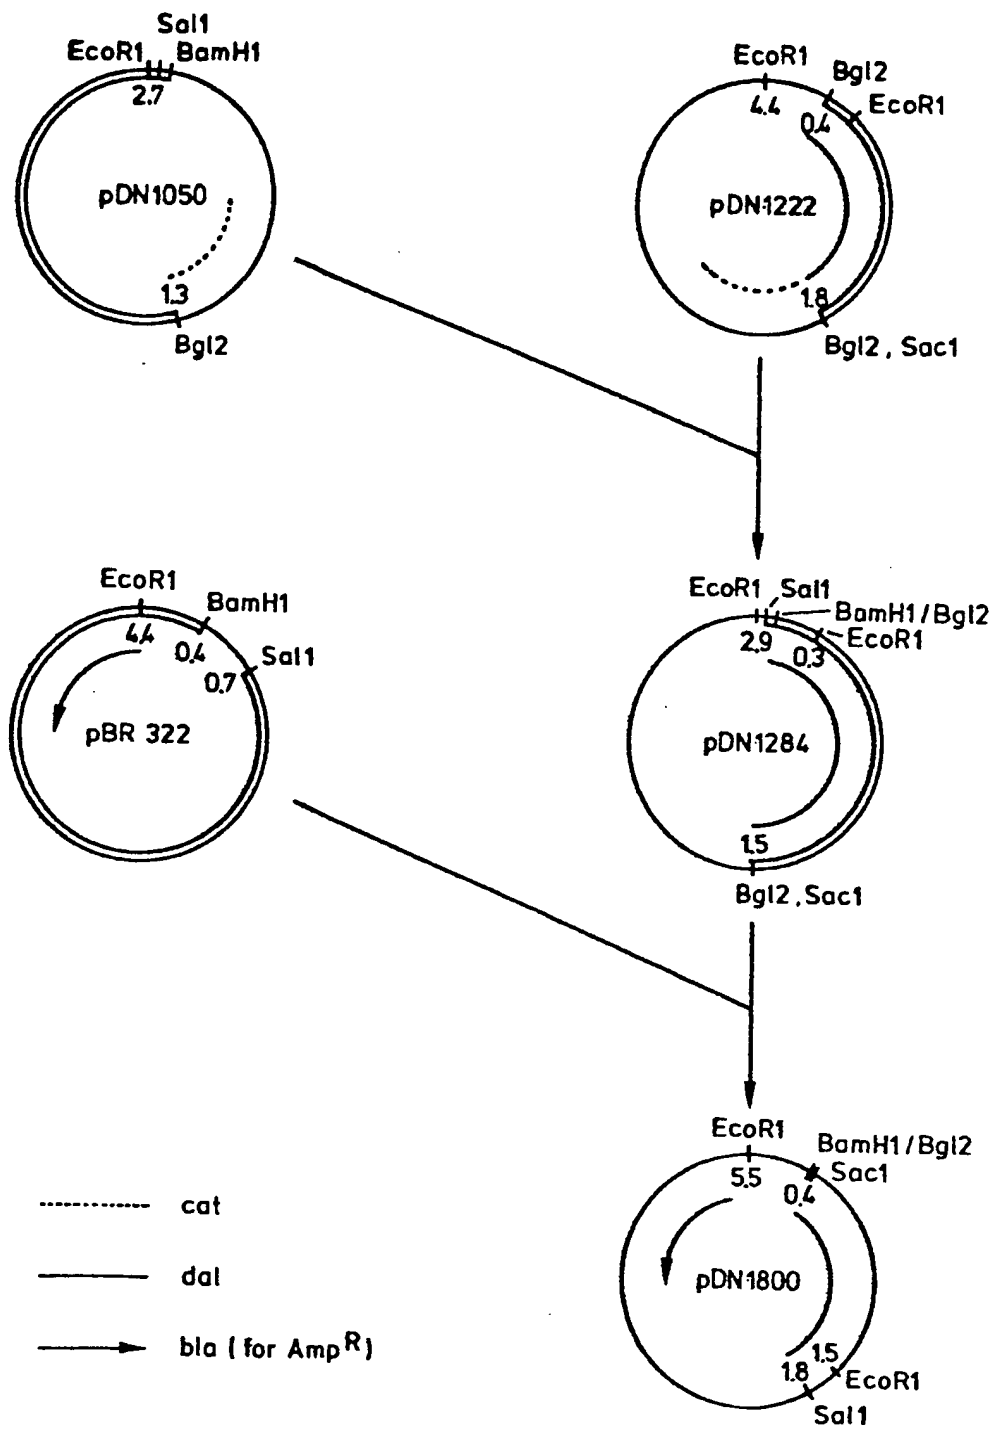 Sal1
EcoR1 BamH1
2.7
pDN1050
1.3
Bgl2
EcoR1
Bgl2
EcoR1
4.4
0.4
pDN1222
1.8
Bgl2, Sac1
EcoR1
BamH1
4.4
0.4
Sal1
0.7
pBR 322
EcoR1 Sal1
BamH1/Bgl2
EcoR1
2.9
0.3
pDN1284
1.5
Bgl2, Sac1
EcoR1
BamH1/Bgl2
Sac1
5.5
0.4
pDN1800
1.5
1.8
EcoR1
Sal1
cat
dal
bla (for AmpR)